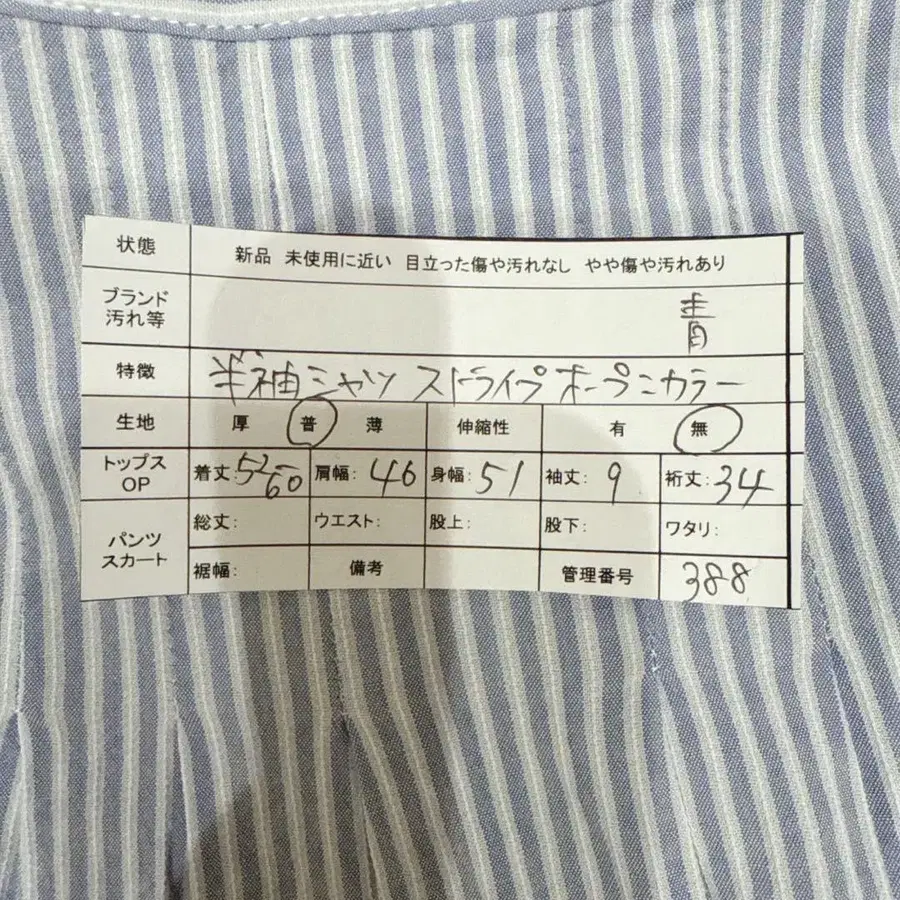 状態 新品 未使用に近い 目立った傷や汚れなし やや傷や汚れあり
ブランド 青
汚れ等
特徴 半袖シャツ ストライプ オープンカラー
生地 厚 普 薄 伸縮性 有 無
トップス OP 着丈:52-60 肩幅:46 身幅:51 袖丈:9 裄丈:34
パンツ スカート 総丈: ウエスト: 股上: 股下: ワタリ:
裾幅: 備考 管理番号 388